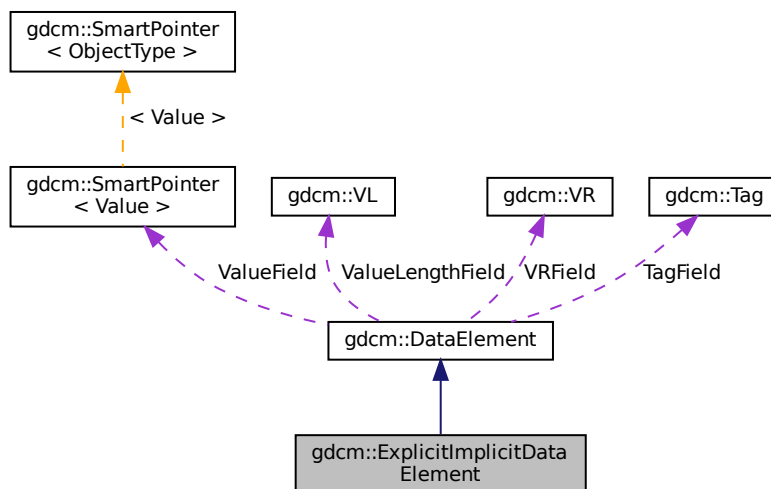 gdcm::SmartPointer
< ObjectType >
< Value >
gdcm::SmartPointer
< Value >
gdcm::VL
gdcm::VR
gdcm::Tag
ValueField
ValueLengthField
VRField
TagField
gdcm::DataElement
gdcm::ExplicitImplicitData
Element